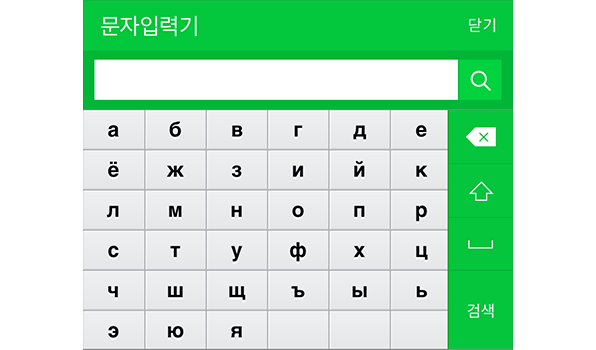 문자입력기 닫기
а б в г д е
ё ж з и й к
л м н о п р
с т у ф х ц
ч ш щ ъ ы ь
검색
э ю я